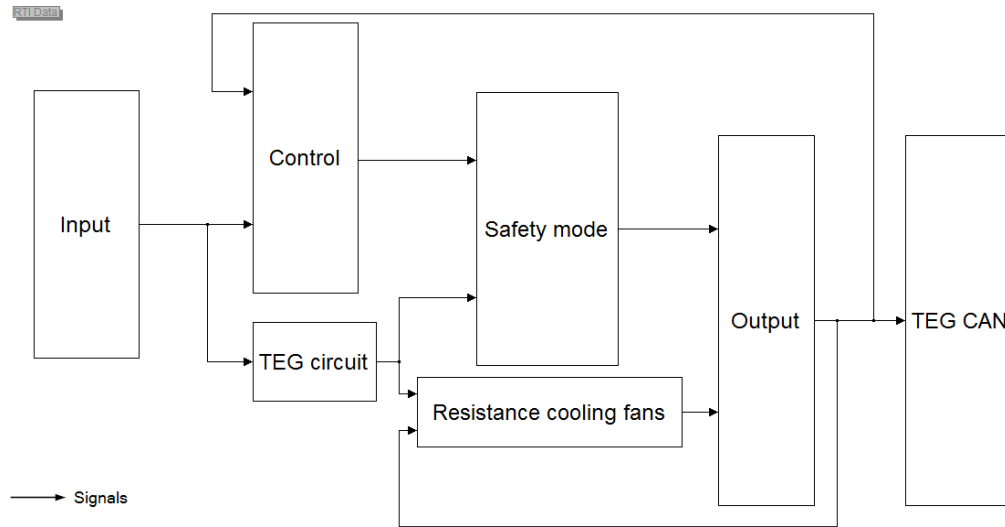 RTI Data
Control
Input
Safety mode
Output
TEG CAN
TEG circuit
Resistance cooling fans
Signals